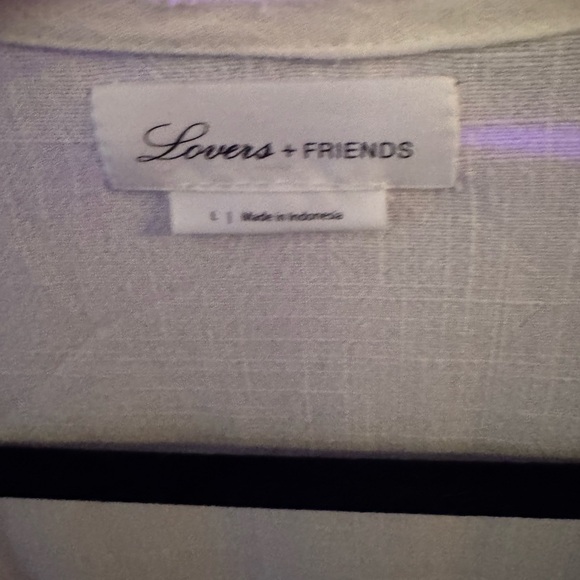 Lovers + FRIENDS
L | Made in Indonesia